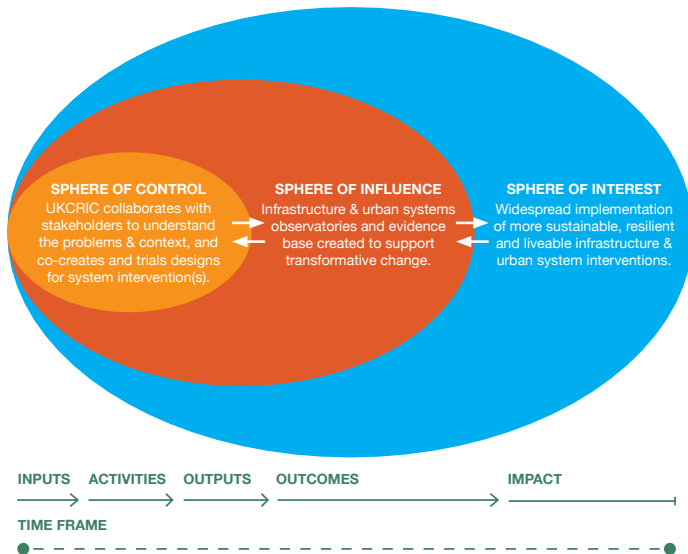 SPHERE OF CONTROL
UKCRIC collaborates with
stakeholders to understand
the problems & context, and
co-creates and trials designs
for system intervention(s).
SPHERE OF INFLUENCE
Infrastructure & urban systems
observatories and evidence
base created to support
transformative change.
SPHERE OF INTEREST
Widespread implementation
of more sustainable, resilient
and liveable infrastructure &
urban system interventions.
INPUTS ACTIVITIES OUTPUTS OUTCOMES IMPACT
TIME FRAME